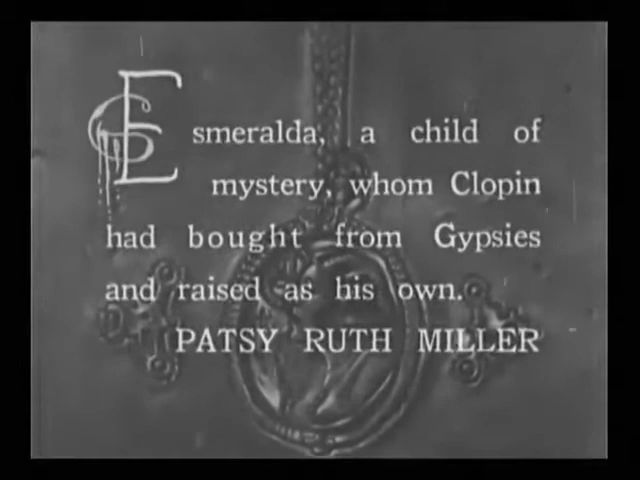 Esmeralda, a child of
mystery, whom Clopin
had bought from Gypsies
and raised as his own.
PATSY RUTH MILLER